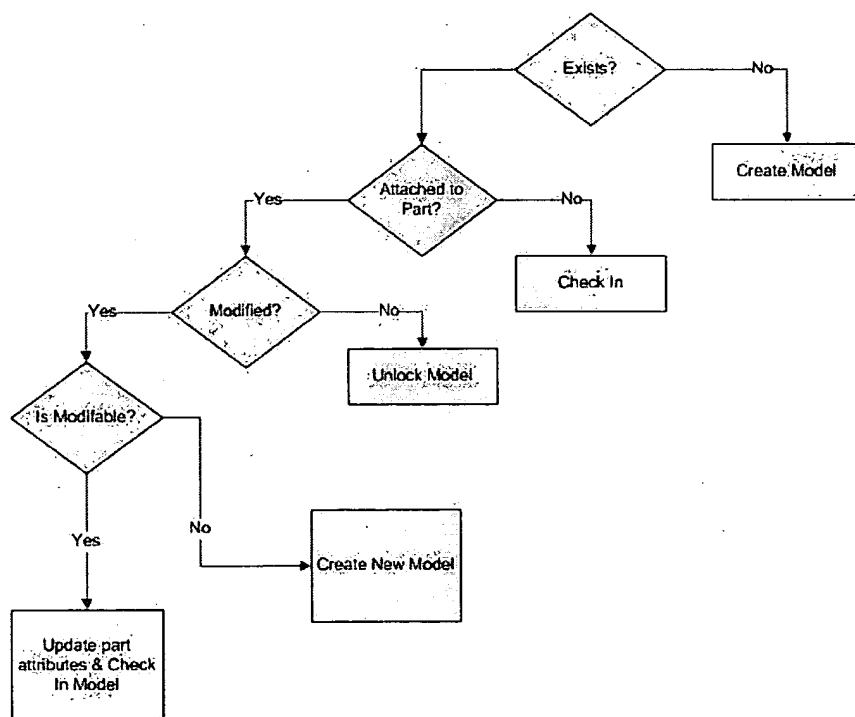 Exists?
No
Create Model
Attached to
Part?
Yes
No
Check In
Modified?
Yes
No
Unlock Model
Is Modifable?
Yes
No
Create New Model
Update part
attributes & Check
In Model